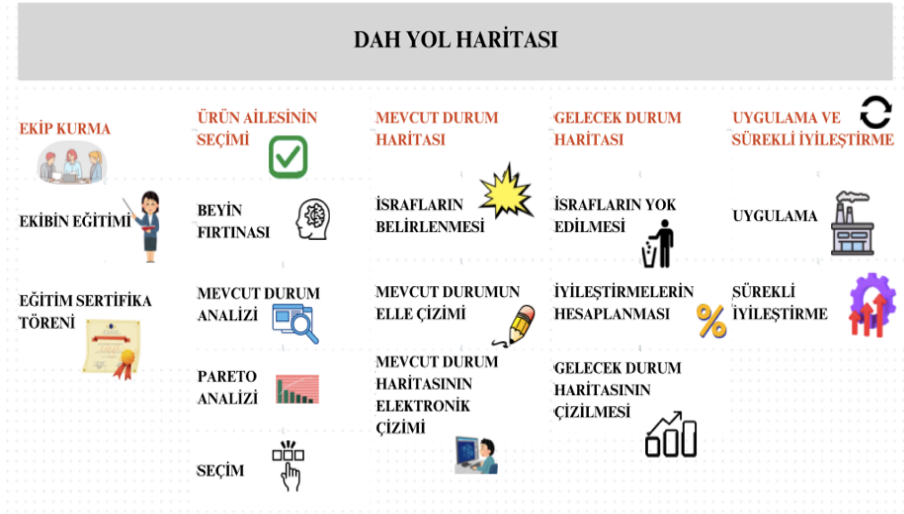 DAH YOL HARİTASI
EKİP KURMA
EKİBİN EĞİTİMİ
EĞİTİM SERTİFİKA
TÖRENİ
ÜRÜN AİLESİNİN
SEÇİMİ
BEYİN
FIRTINASI
MEVCUT DURUM
ANALİZİ
PARETO
ANALİZİ
SEÇİM
MEVCUT DURUM
HARİTASI
İSRAFLARIN
BELİRLENMESİ
MEVCUT DURUMUN
ELLE ÇİZİMİ
MEVCUT DURUM
HARİTASININ
ELEKTRONİK
ÇİZİMİ
GELECEK DURUM
HARİTASI
İSRAFLARIN YOK
EDİLMESİ
İYİLEŞTİRMELERİN
HESAPLANMASI
%
GELECEK DURUM
HARİTASININ
ÇİZİLMESİ
UYGULAMA VE
SÜREKLİ İYİLEŞTİRME
UYGULAMA
SÜREKLİ
İYİLEŞTİRME